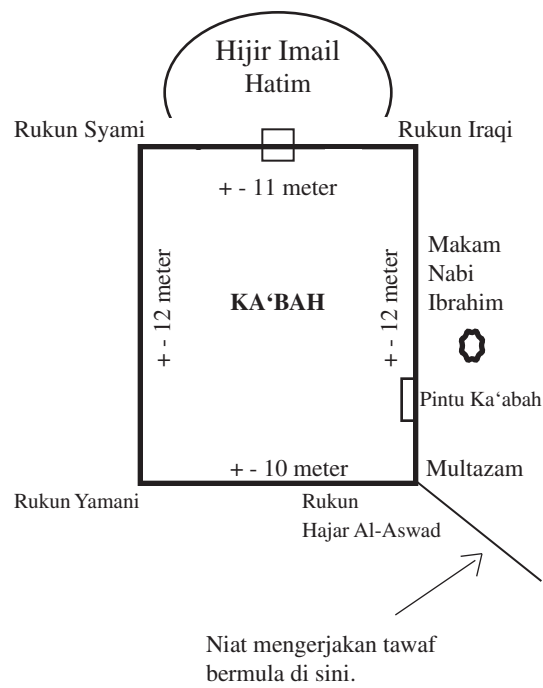 Hijir Imail
Hatim
Rukun Syami
Rukun Iraqi
+ - 11 meter
Makam
Nabi
Ibrahim
+ - 12 meter
KA‘BAH
+ - 12 meter
Pintu Ka‘abah
+ - 10 meter
Multazam
Rukun Yamani
Rukun
Hajar Al-Aswad
Niat mengerjakan tawaf
bermula di sini.